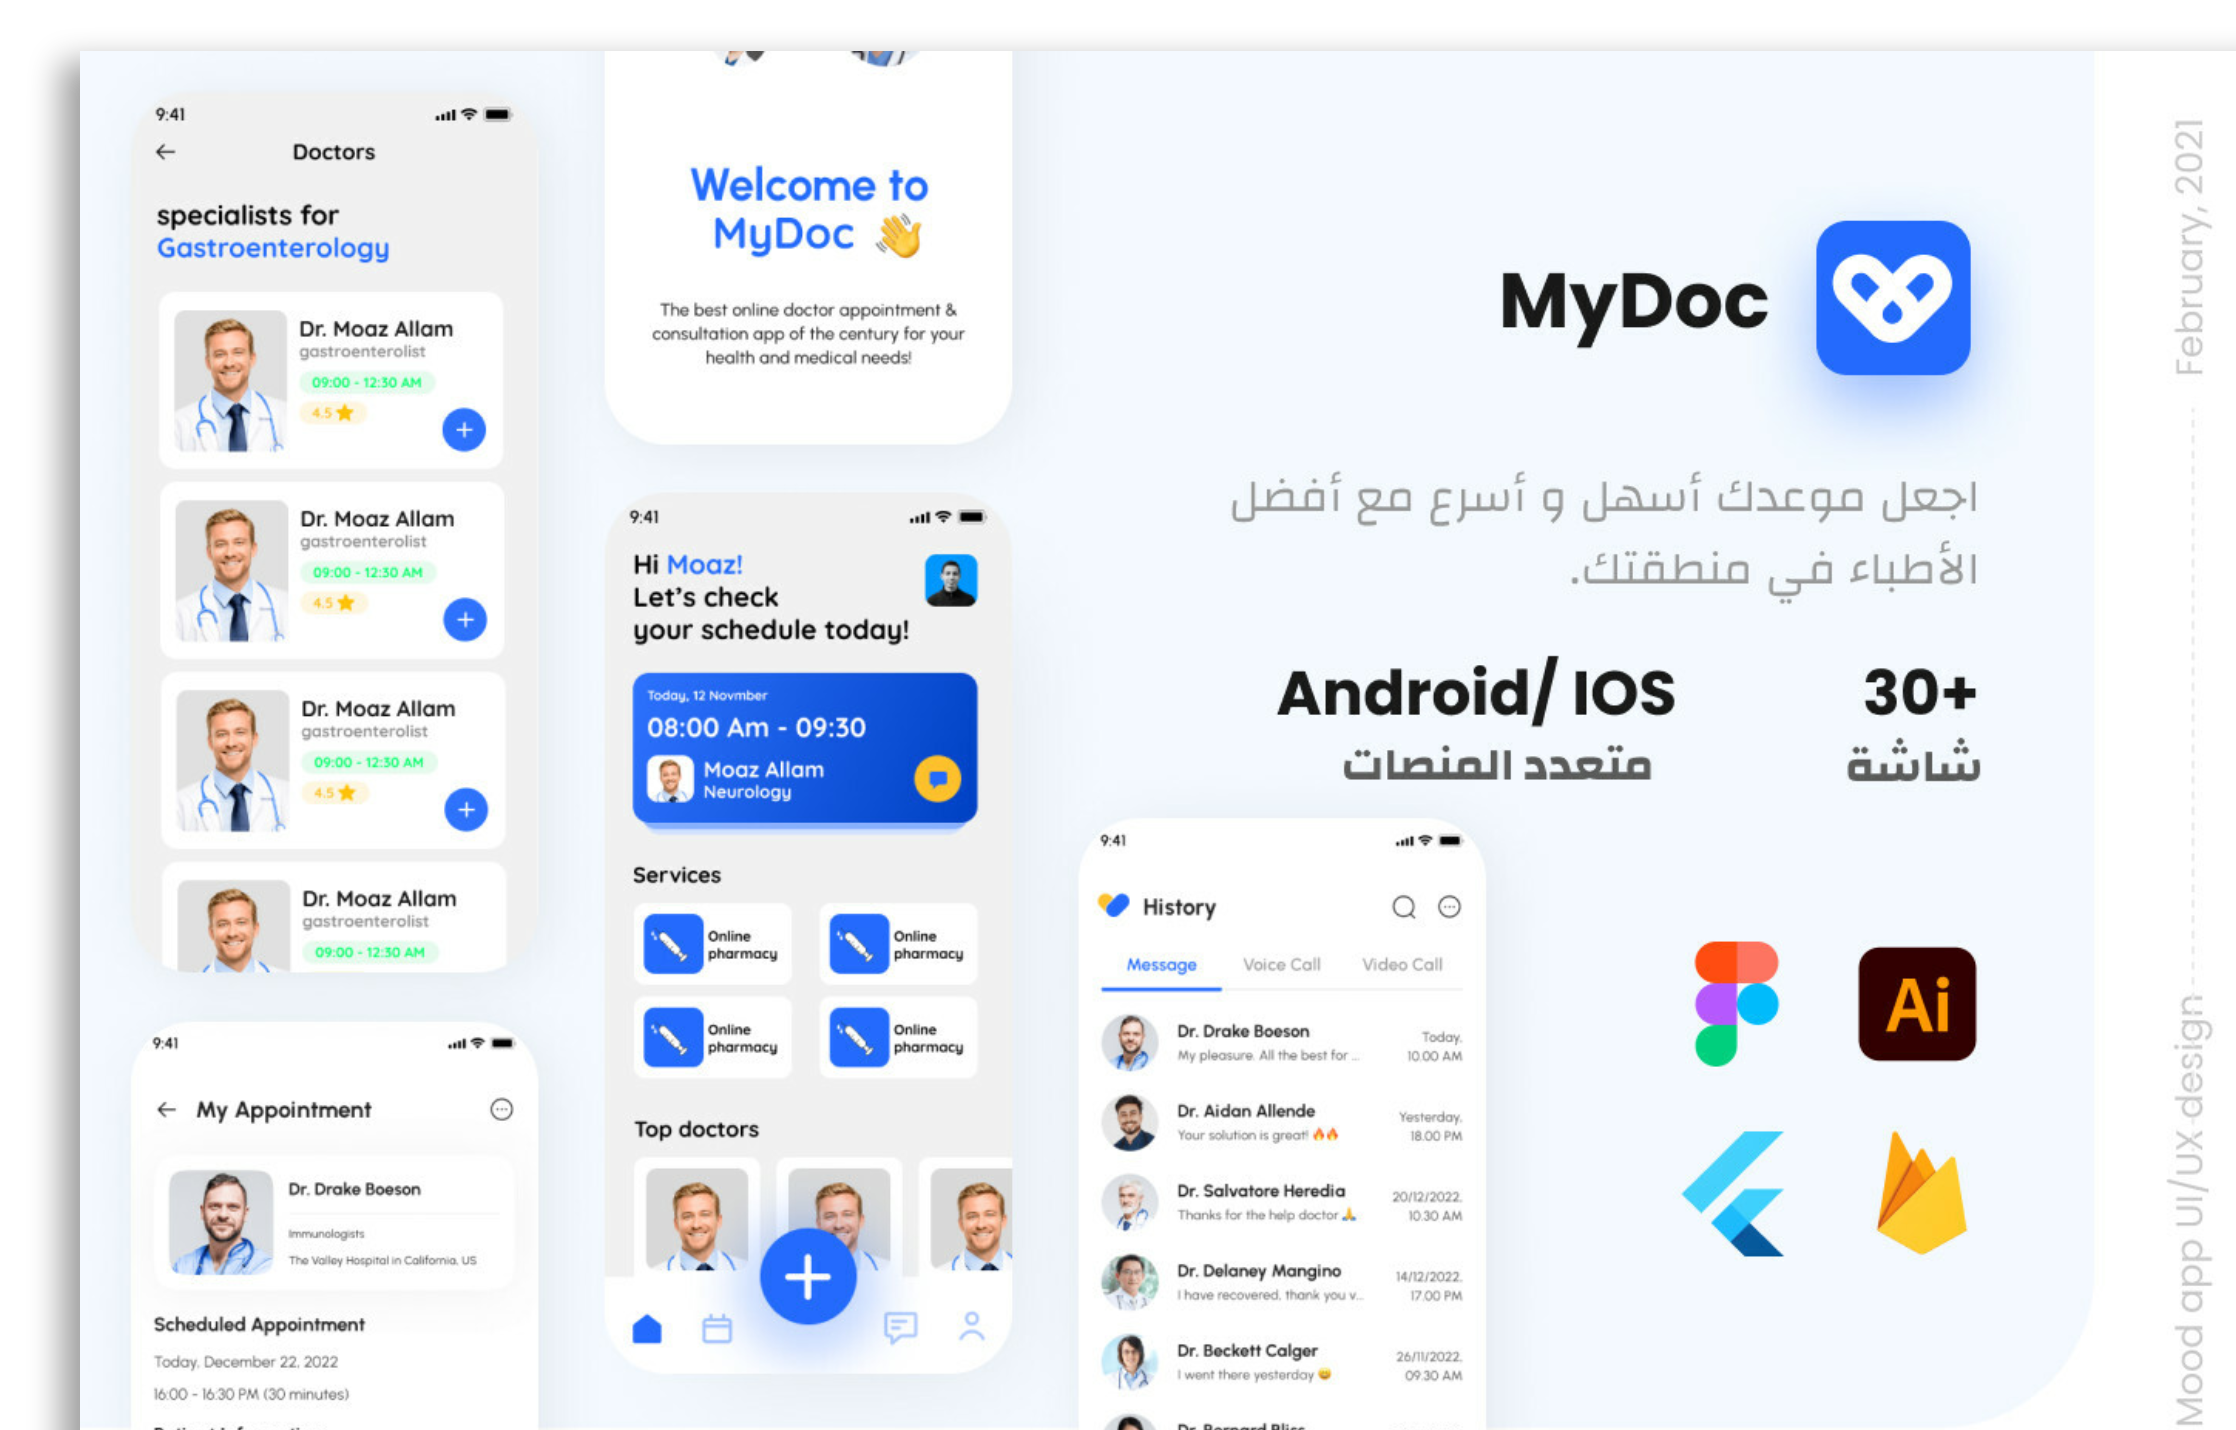 9:41
Doctors
specialists for
Gastroenterology
Dr. Moaz Allam
gastroenterolist
09:00 - 12:30 AM
4.5
Dr. Moaz Allam
gastroenterolist
09:00 - 12:30 AM
4.5
Dr. Moaz Allam
gastroenterolist
09:00 - 12:30 AM
4.5
Dr. Moaz Allam
gastroenterolist
09:00 - 12:30 AM
9:41
My Appointment
Dr. Drake Boeson
Immunologists
The Valley Hospital in California, US
Scheduled Appointment
Today, December 22, 2022
16:00 - 16:30 PM (30 minutes)
Welcome to
MyDoc 👋
The best online doctor appointment &
consultation app of the century for your
health and medical needs!
9:41
Hi Moaz!
Let's check
your schedule today!
Today, 12 Novmber
08:00 Am - 09:30
Moaz Allam
Neurology
Services
Online
pharmacy
Online
pharmacy
Online
pharmacy
Online
pharmacy
Top doctors
MyDoc
اجعل موعدك أسهل و أسرع مع أفضل
الأطباء في منطقتك.
Android/ IOS
متعدد المنصات
30+
شاشة
9:41
History
Message Voice Call Video Call
Dr. Drake Boeson
Today.
My pleasure. All the best for ...
10.00 AM
Dr. Aidan Allende
Yesterday.
Your solution is great! 🔥🔥
18.00 PM
Dr. Salvatore Heredia
20/12/2022.
Thanks for the help doctor 🙏
10.30 AM
Dr. Delaney Mangino
14/12/2022.
I have recovered, thank you v...
17.00 PM
Dr. Beckett Calger
26/11/2022.
I went there yesterday 😄
09.30 AM
Ai
February, 2021
Mood app UI/UX design